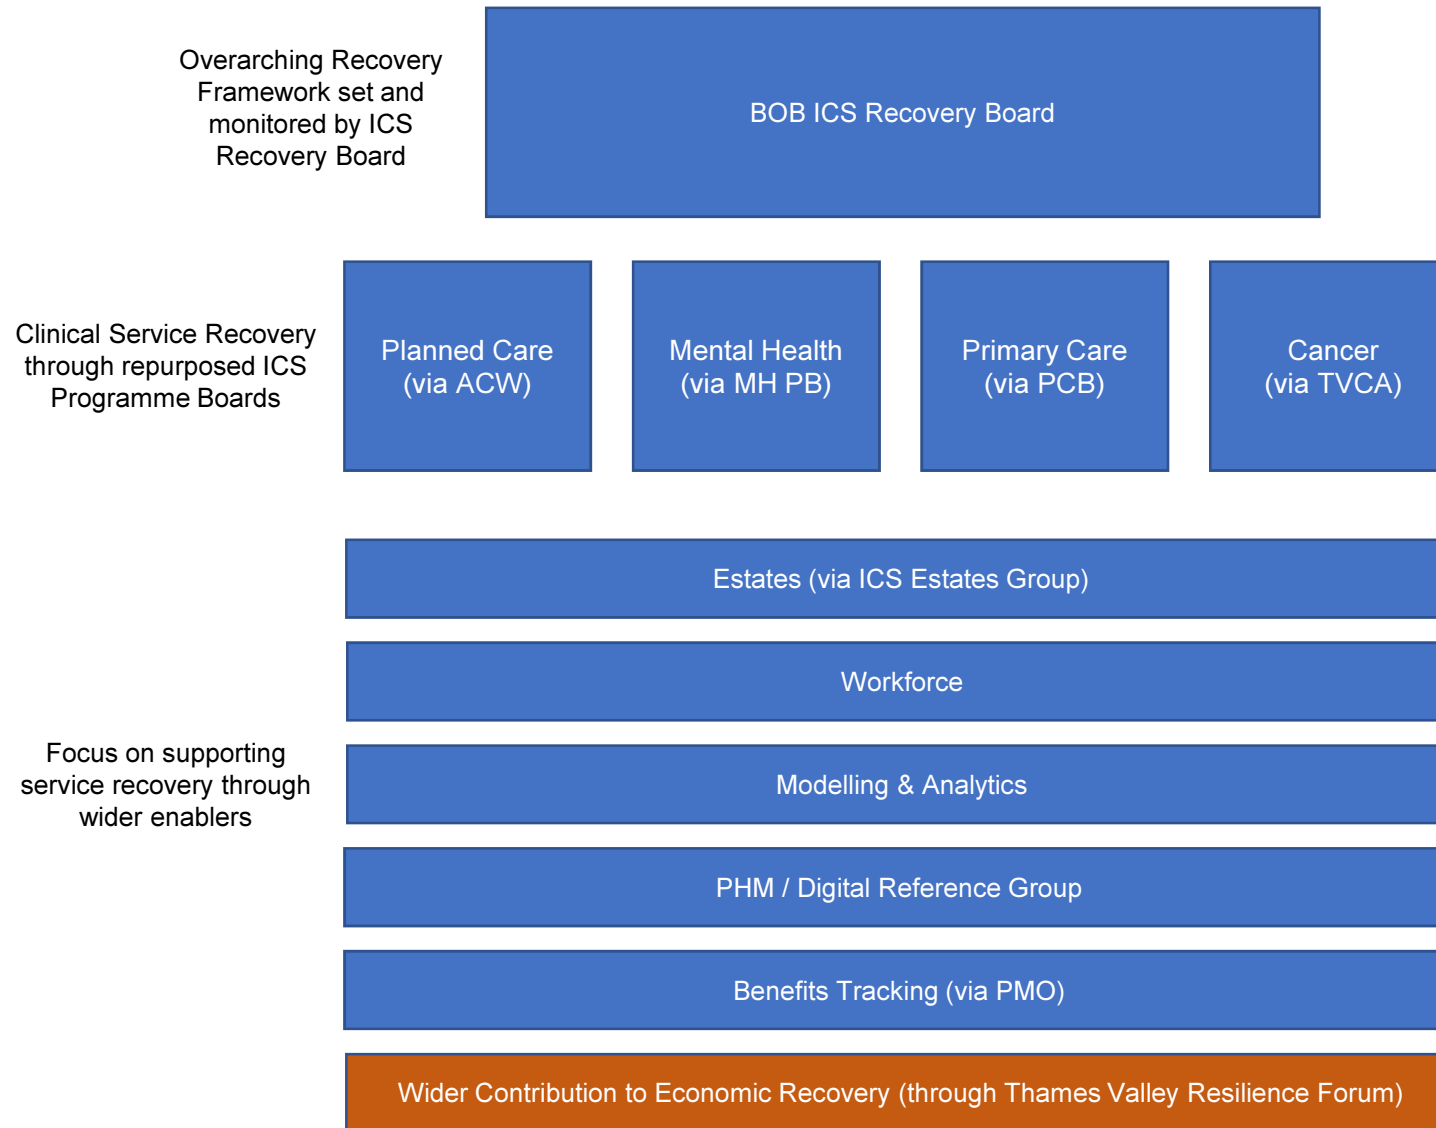 Overarching Recovery
Framework set and
monitored by ICS
Recovery Board
BOB ICS Recovery Board
Clinical Service Recovery
through repurposed ICS
Programme Boards
Planned Care
(via ACW)
Mental Health
(via MH PB)
Primary Care
(via PCB)
Cancer
(via TVCA)
Focus on supporting
service recovery through
wider enablers
Estates (via ICS Estates Group)
Workforce
Modelling & Analytics
PHM / Digital Reference Group
Benefits Tracking (via PMO)
Wider Contribution to Economic Recovery (through Thames Valley Resilience Forum)